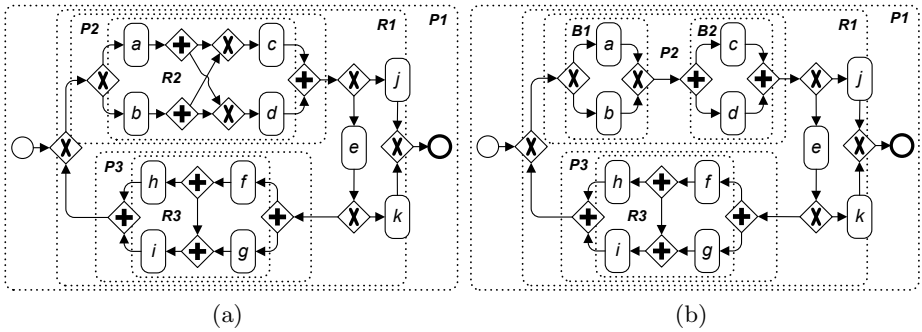 P2 R1 P1
a c
R2 j
b d
e
P3
h f
R3 k
i g
B1 B2 R1 P1
a P2 c
j
b d
e
P3
h f
R3 k
i g
(a) (b)